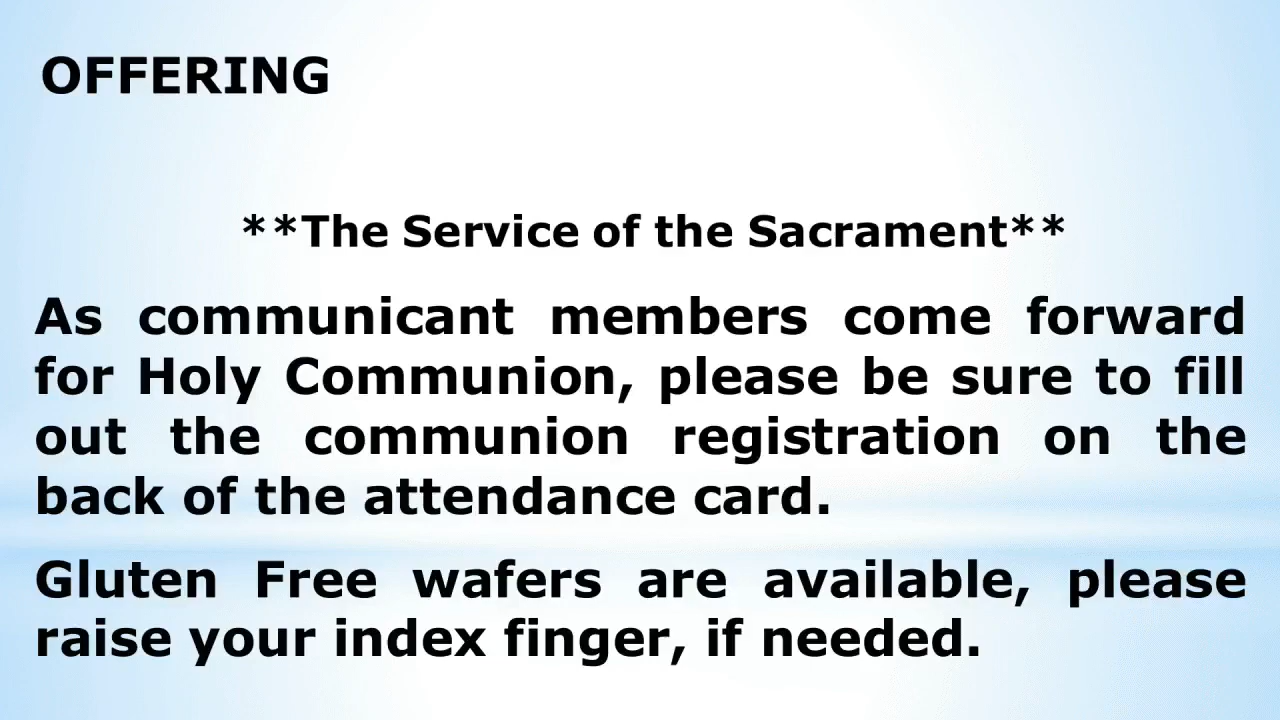 OFFERING
**The Service of the Sacrament**
As communicant members come forward
for Holy Communion, please be sure to fill
out the communion registration on the
back of the attendance card.
Gluten Free wafers are available, please
raise your index finger, if needed.